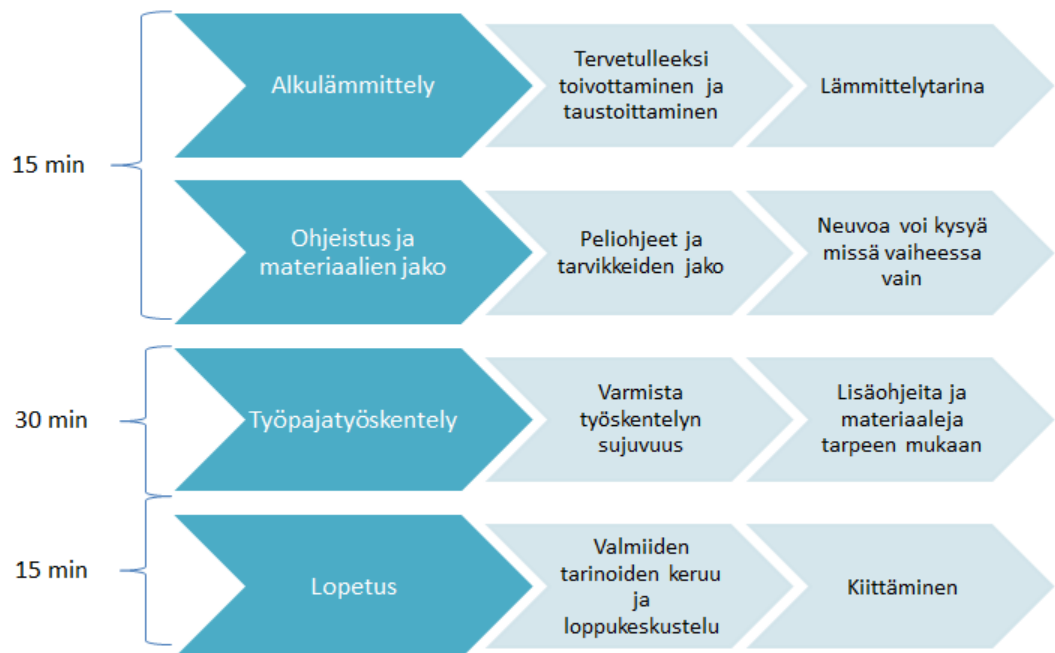 15 min
Alkulämmittely
Tervetulleeksi
toivottaminen ja
taustoittaminen
Lämmittelytarina
Ohjeistus ja
materiaalien jako
Peliohjeet ja
tarvikkeiden jako
Neuvoa voi kysyä
missä vaiheessa
vain
30 min
Työpajatyöskentely
Varmista
työskentelyn
sujuvuus
Lisäohjeita ja
materiaaleja
tarpeen mukaan
15 min
Lopetus
Valmiiden
tarinoiden keruu
ja
loppukeskustelu
Kiittäminen